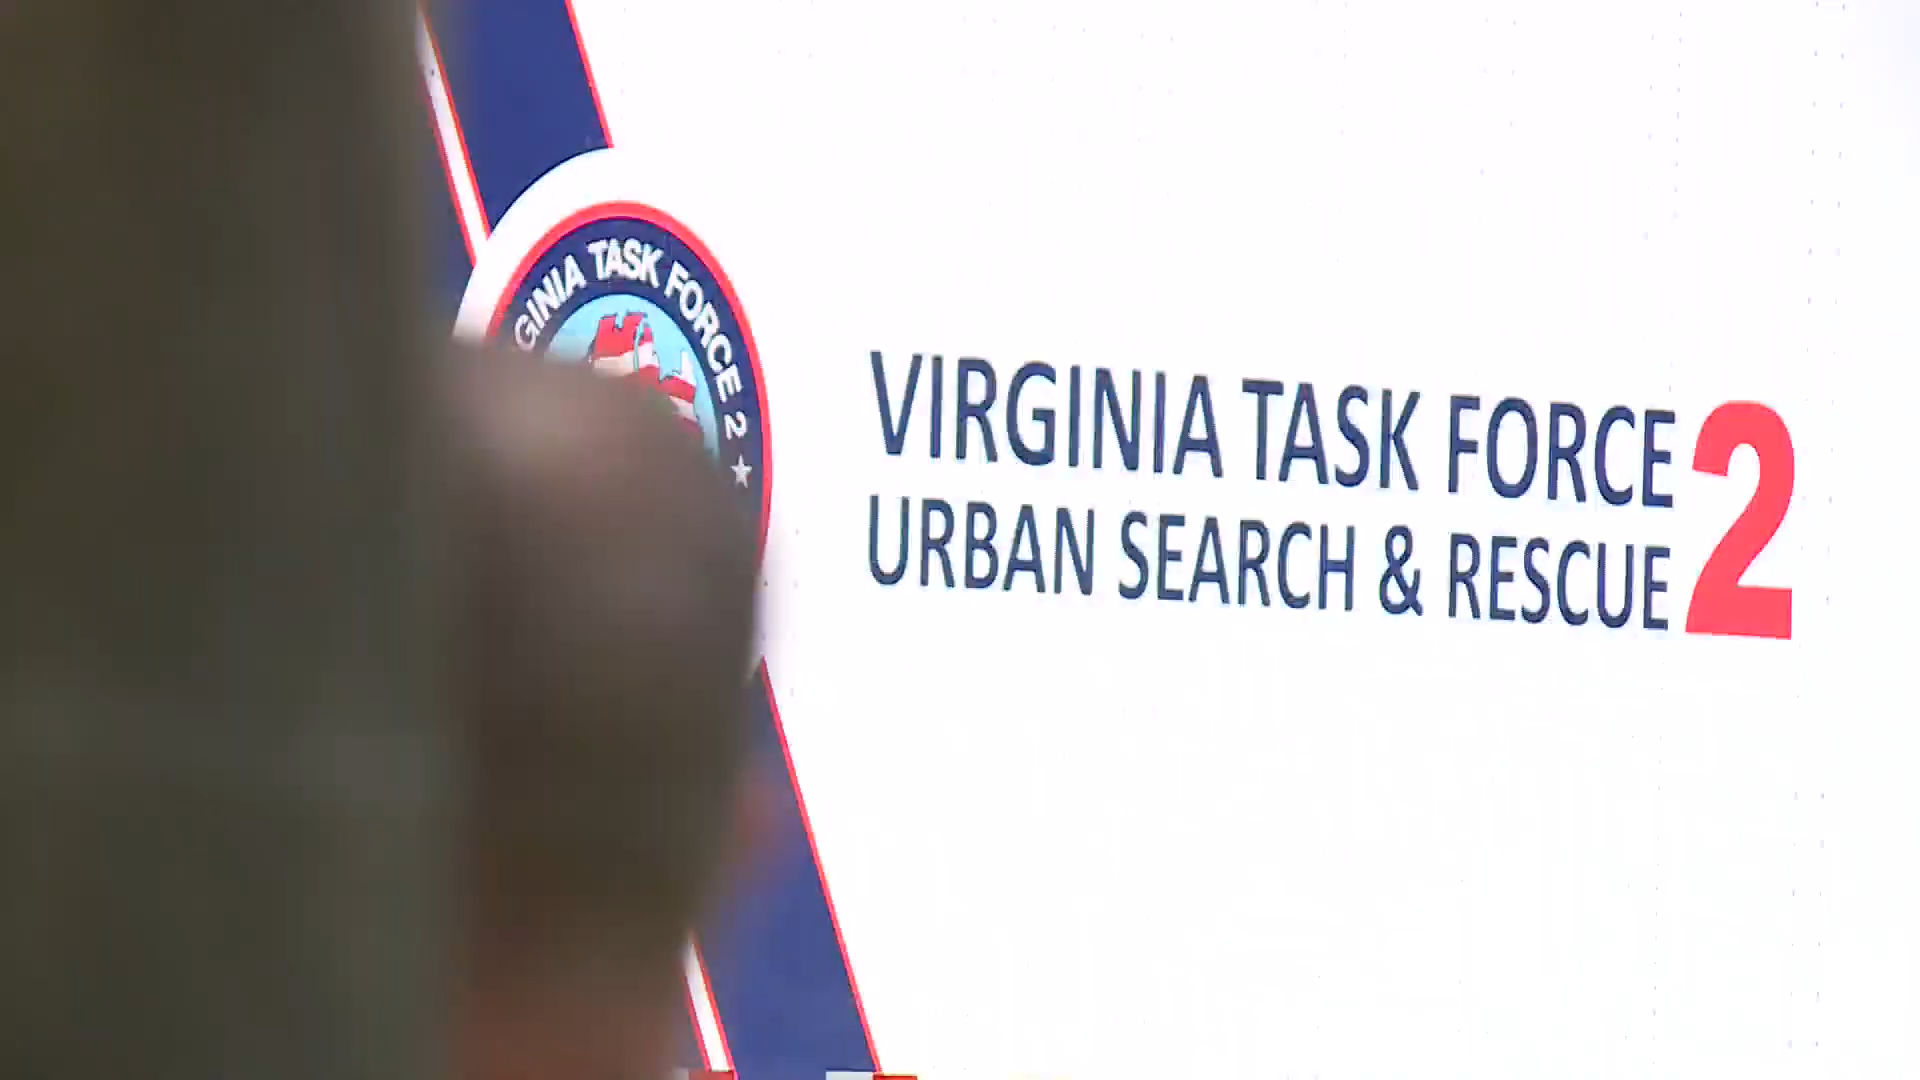 GINIA TASK FORCE 2
VIRGINIA TASK FORCE 2
URBAN SEARCH & RESCUE